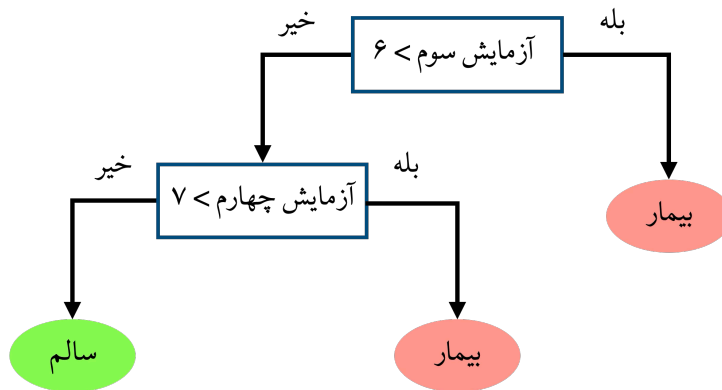 خیر
بله
آزمایش سوم < ۶
خیر
بله
آزمایش چهارم < ۷
بیمار
سالم
بیمار